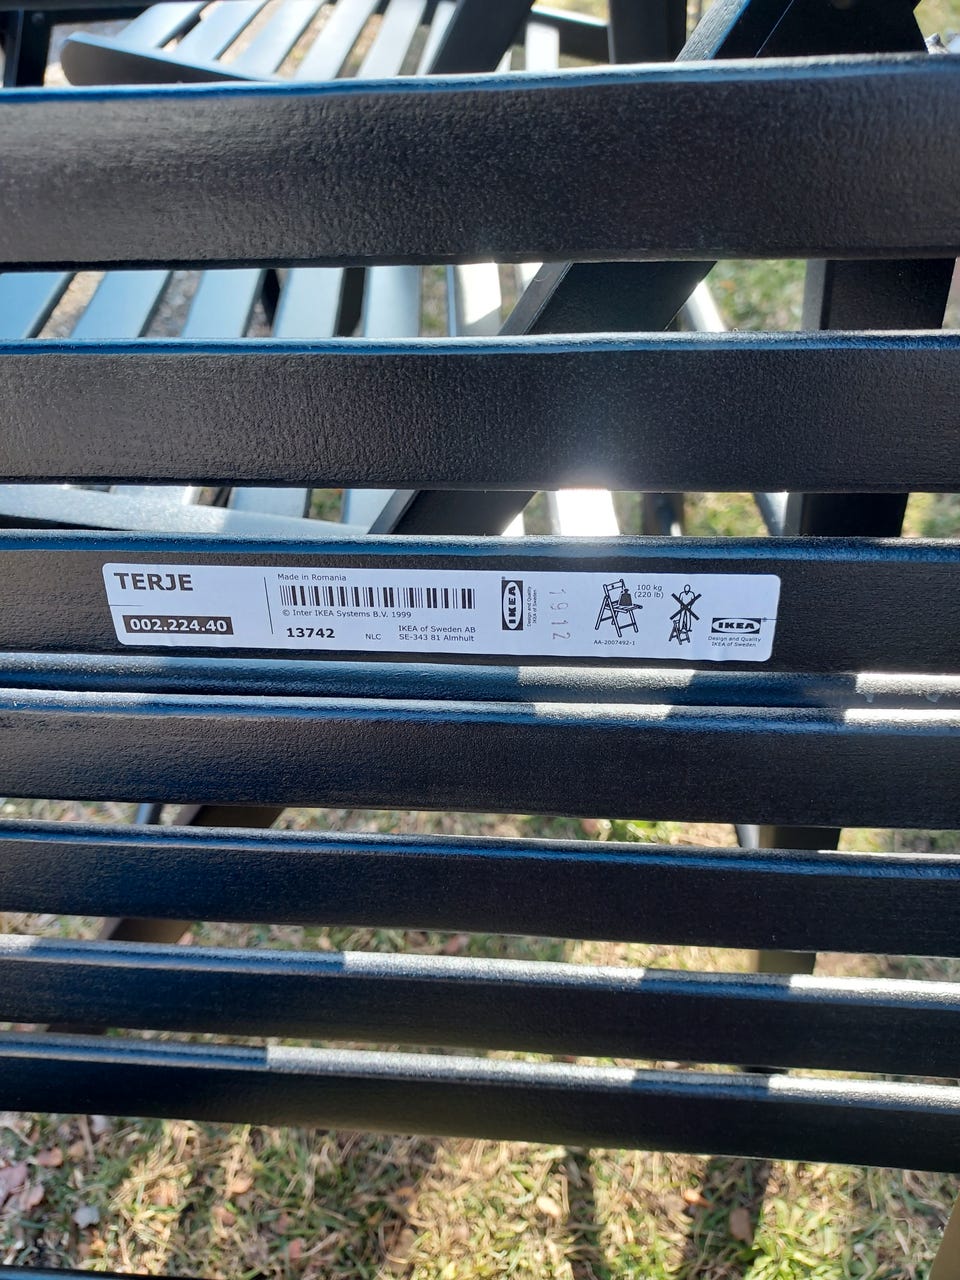 TERJE
002.224.40
Made in Romania
© Inter IKEA Systems B.V. 1999
13742
NLC
IKEA of Sweden AB
SE-343 81 Älmhult
IKEA
Design and Quality
IKEA of Sweden
1912
100 kg
(220 lb)
AA-2007492-1
IKEA
Design and Quality
IKEA of Sweden